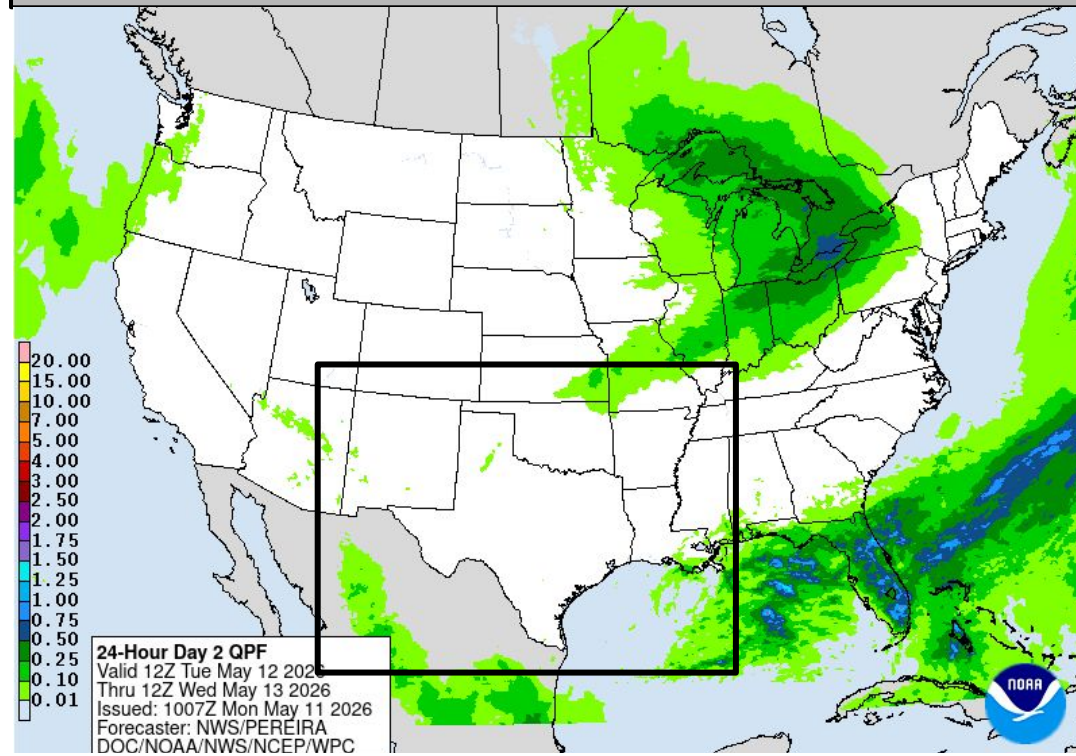 20.00
15.00
10.00
7.00
5.00
4.00
3.00
2.50
2.00
1.75
1.50
1.25
1.00
0.75
0.50
0.25
0.10
0.01
24-Hour Day 2 QPF
Valid 12Z Tue May 12 2026
Thru 12Z Wed May 13 2026
Issued: 1007Z Mon May 11 2026
Forecaster: NWS/PEREIRA
DOC/NOAA/NWS/NCEP/WPC
NOAA